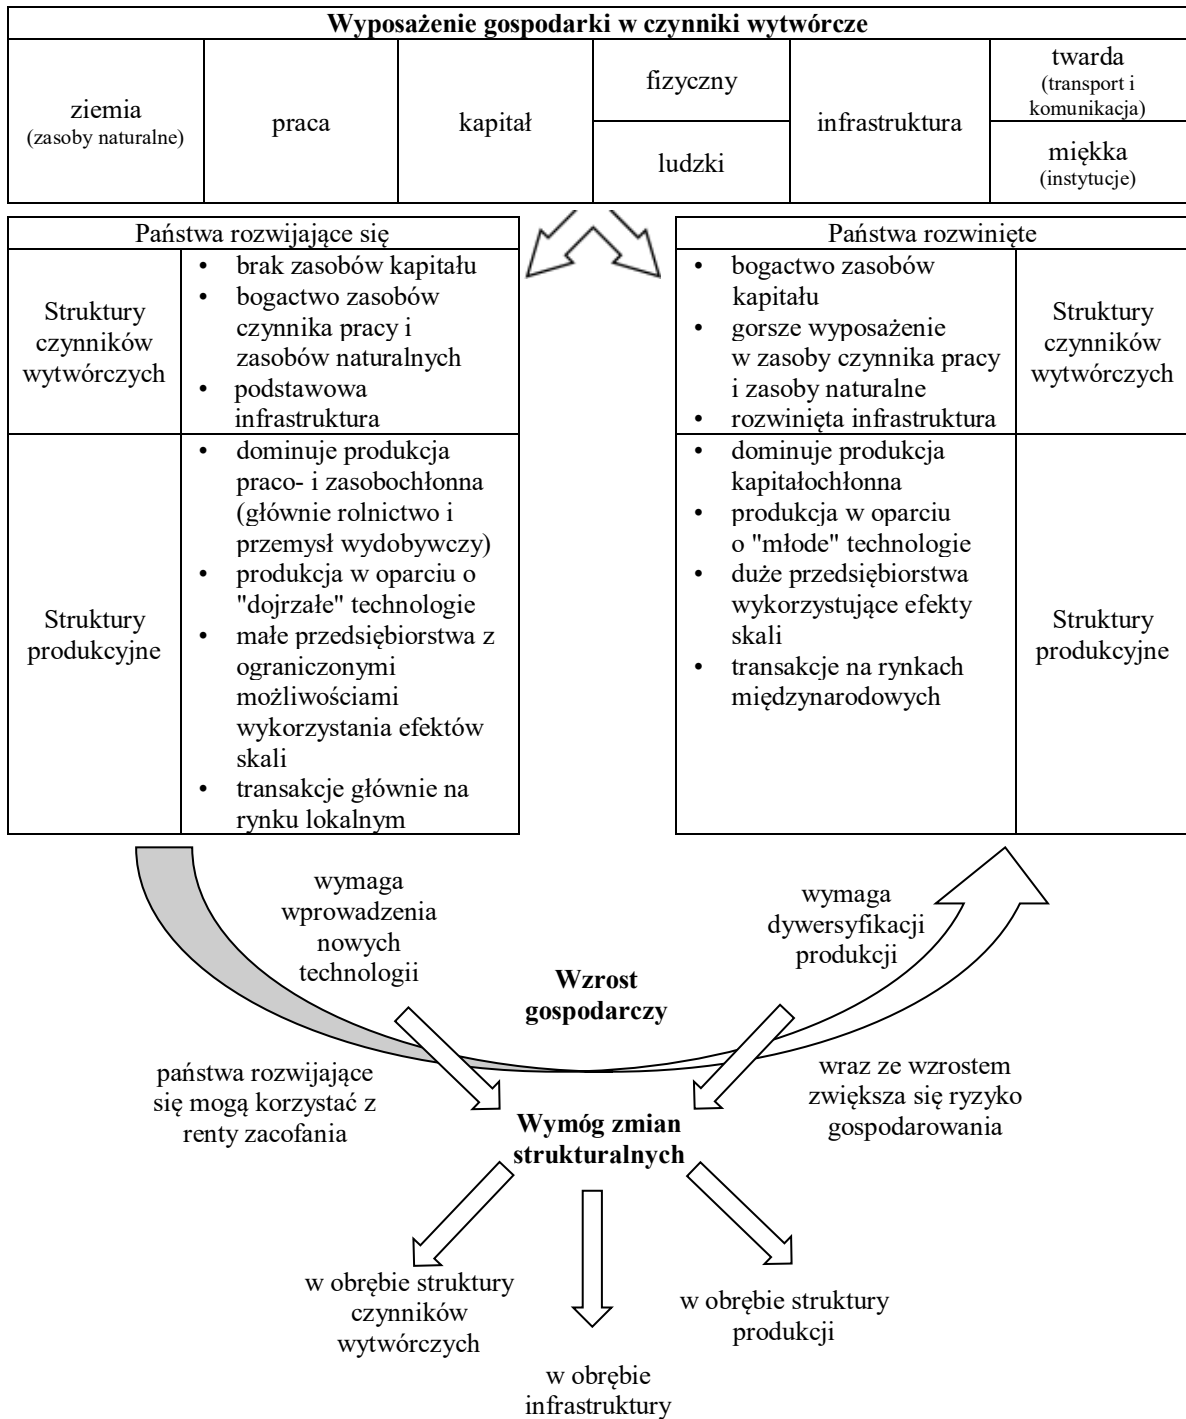 Wyposażenie gospodarki w czynniki wytwórcze
ziemia
(zasoby naturalne)
praca
kapitał
fizyczny
ludzki
infrastruktura
twarda
(transport i
komunikacja)
miękka
(instytucje)
Państwa rozwijające się
Struktury
czynników
wytwórczych
• brak zasobów kapitału
• bogactwo zasobów
czynnika pracy i
zasobów naturalnych
• podstawowa
infrastruktura
Struktury
produkcyjne
• dominuje produkcja
praco- i zasobochłonna
(głównie rolnictwo i
przemysł wydobywczy)
• produkcja w oparciu o
"dojrzałe" technologie
• małe przedsiębiorstwa z
ograniczonymi
możliwościami
wykorzystania efektów
skali
• transakcje głównie na
rynku lokalnym
Państwa rozwinięte
• bogactwo zasobów
kapitału
• gorsze wyposażenie
w zasoby czynnika pracy
i zasoby naturalne
• rozwinięta infrastruktura
Struktury
czynników
wytwórczych
• dominuje produkcja
kapitałochłonna
• produkcja w oparciu
o "młode" technologie
• duże przedsiębiorstwa
wykorzystujące efekty
skali
• transakcje na rynkach
międzynarodowych
Struktury
produkcyjne
wymaga
wprowadzenia
nowych
technologii
wymaga
dywersyfikacji
produkcji
Wzrost
gospodarczy
państwa rozwijające
się mogą korzystać z
renty zacofania
wraz ze wzrostem
zwiększa się ryzyko
gospodarowania
Wymóg zmian
strukturalnych
w obrębie struktury
czynników
wytwórczych
w obrębie
infrastruktury
w obrębie struktury
produkcji